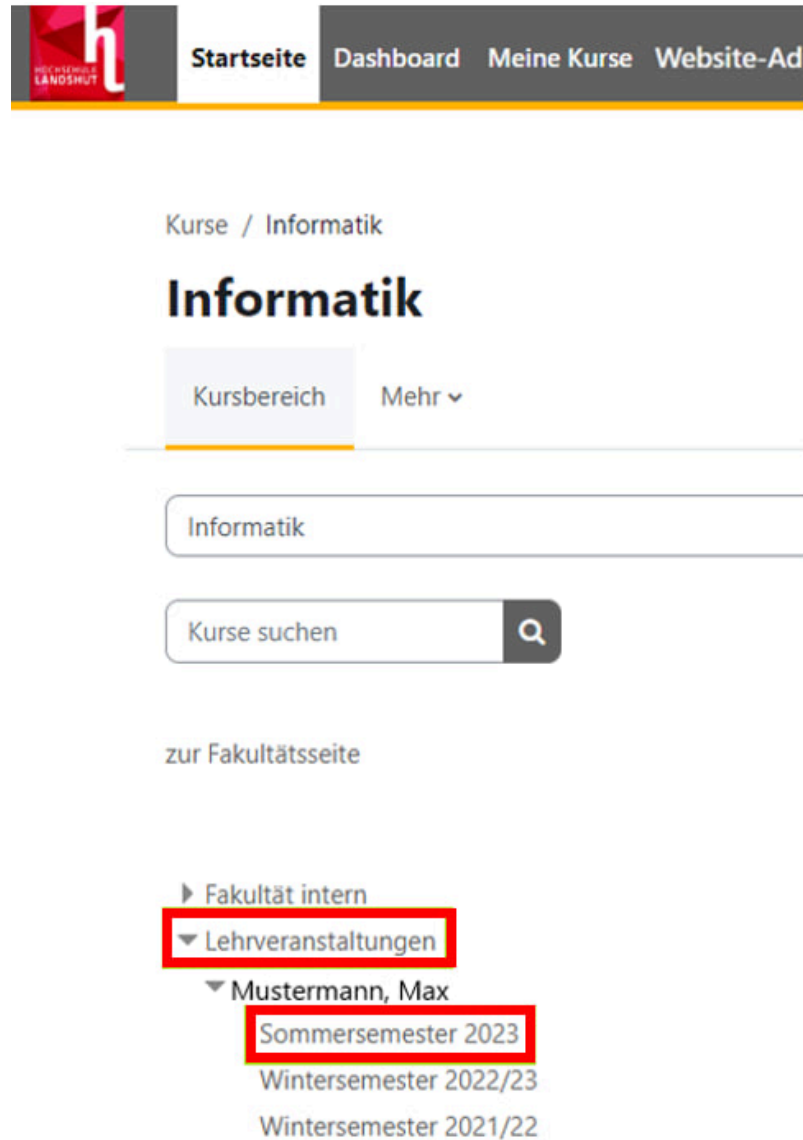 HOCHSCHULE
LANDSHUT
Startseite Dashboard Meine Kurse Website-Ad
Kurse / Informatik
Informatik
Kursbereich Mehr
Informatik
Kurse suchen
zur Fakultätsseite
Fakultät intern
Lehrveranstaltungen
Mustermann, Max
Sommersemester 2023
Wintersemester 2022/23
Wintersemester 2021/22